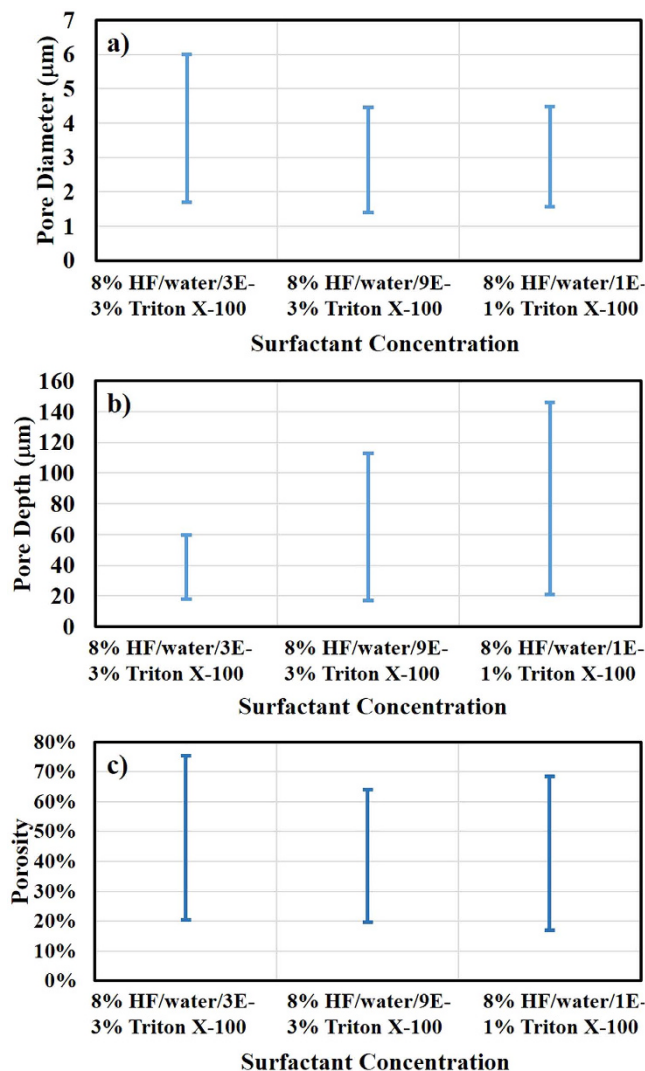 a)
Pore Diameter (μm)
7
6
5
4
3
2
1
0
8% HF/water/3E-
3% Triton X-100
8% HF/water/9E-
3% Triton X-100
8% HF/water/1E-
1% Triton X-100
Surfactant Concentration
b)
Pore Depth (μm)
160
140
120
100
80
60
40
20
0
8% HF/water/3E-
3% Triton X-100
8% HF/water/9E-
3% Triton X-100
8% HF/water/1E-
1% Triton X-100
Surfactant Concentration
c)
Porosity
80%
70%
60%
50%
40%
30%
20%
10%
0%
8% HF/water/3E-
3% Triton X-100
8% HF/water/9E-
3% Triton X-100
8% HF/water/1E-
1% Triton X-100
Surfactant Concentration